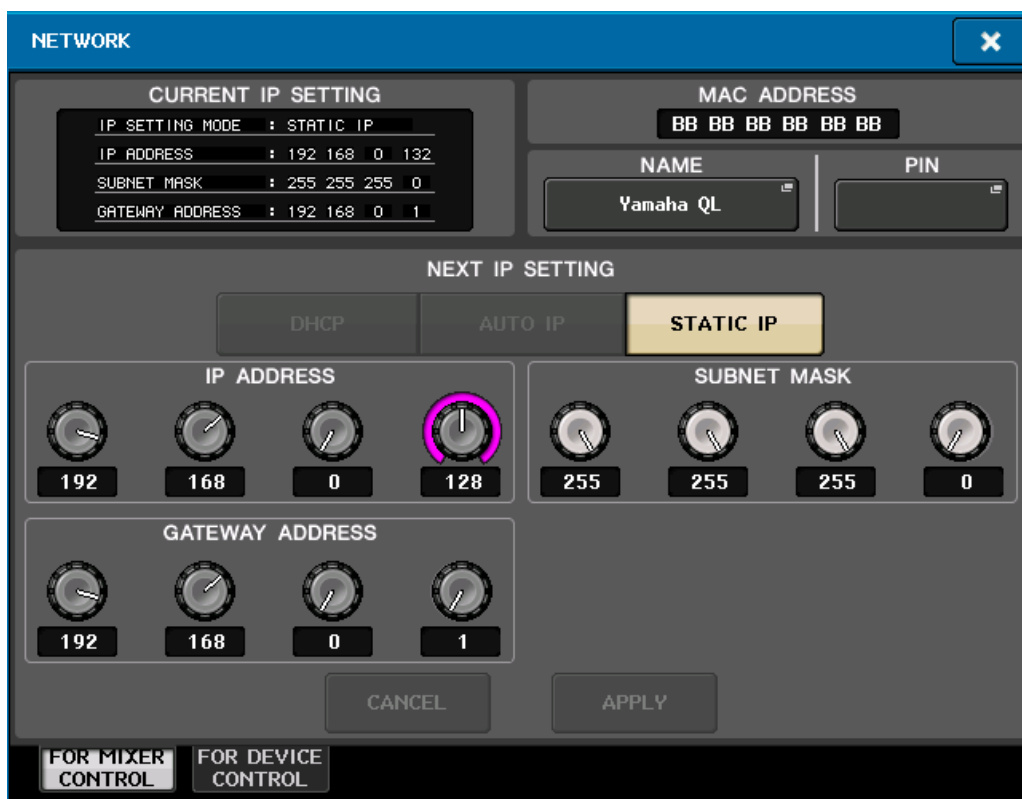 NETWORK
CURRENT IP SETTING
IP SETTING MODE : STATIC IP
IP ADDRESS : 192 168 0 132
SUBNET MASK : 255 255 255 0
GATEWAY ADDRESS : 192 168 0 1
MAC ADDRESS
BB BB BB BB BB BB
NAME
PIN
Yamaha QL
NEXT IP SETTING
DHCP
AUTO IP
STATIC IP
IP ADDRESS
192 168 0 128
SUBNET MASK
255 255 255 0
GATEWAY ADDRESS
192 168 0 1
CANCEL
APPLY
FOR MIXER
CONTROL
FOR DEVICE
CONTROL